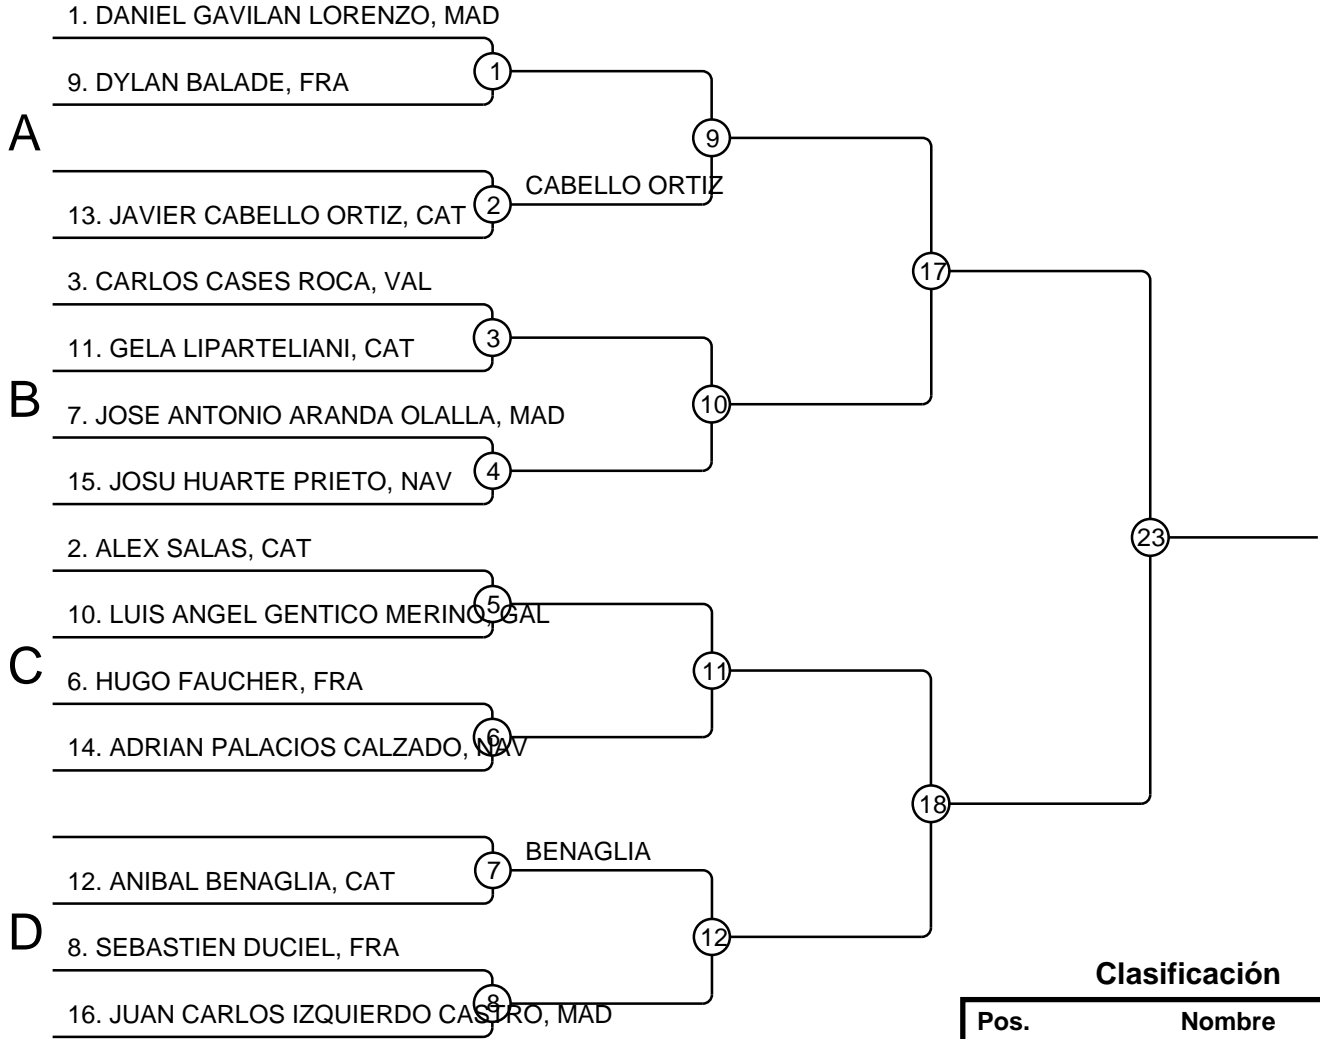 1. DANIEL GAVILAN LORENZO, MAD
1
9. DYLAN BALADE, FRA
A
9
2
CABELLO ORTIZ
13. JAVIER CABELLO ORTIZ, CAT
17
3. CARLOS CASES ROCA, VAL
3
11. GELA LIPARTELIANI, CAT
B
10
7. JOSE ANTONIO ARANDA OLALLA, MAD
4
15. JOSU HUARTE PRIETO, NAV
23
2. ALEX SALAS, CAT
5
10. LUIS ANGEL GENTICO MERINO, GAL
C
11
6. HUGO FAUCHER, FRA
6
14. ADRIAN PALACIOS CALZADO, NAV
18
7
BENAGLIA
12. ANIBAL BENAGLIA, CAT
D
12
8. SEBASTIEN DUCIEL, FRA
8
16. JUAN CARLOS IZQUIERDO CASTRO, MAD
Clasificación
Pos. Nombre